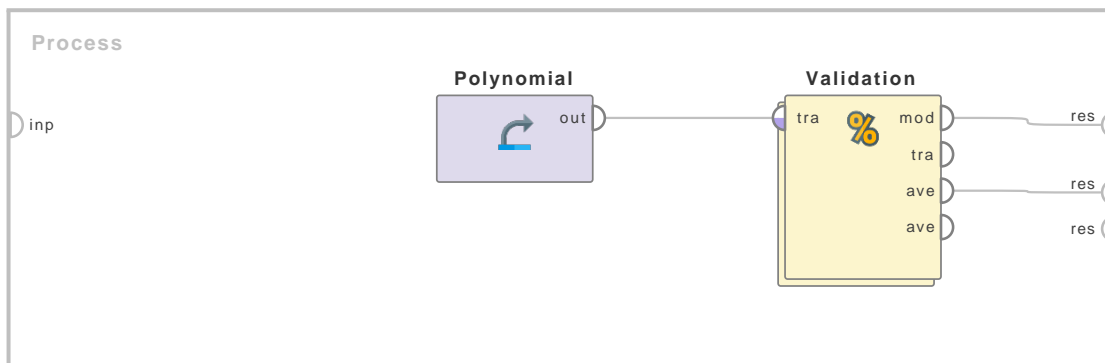 Process
Polynomial
Validation
inp
out
tra
mod
res
tra
ave
res
ave
res